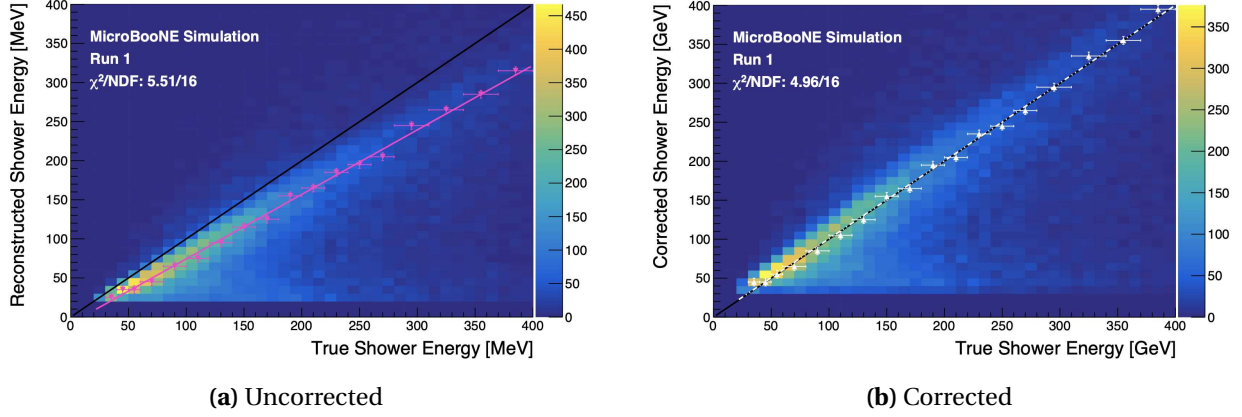 Reconstructed Shower Energy [MeV]
400
350
300
250
200
150
100
50
0
MicroBooNE Simulation
Run 1
χ²/NDF: 5.51/16
0 50 100 150 200 250 300 350 400
True Shower Energy [MeV]
450
400
350
300
250
200
150
100
50
0
(a) Uncorrected
Corrected Shower Energy [GeV]
400
350
300
250
200
150
100
50
0
MicroBooNE Simulation
Run 1
χ²/NDF: 4.96/16
0 50 100 150 200 250 300 350 400
True Shower Energy [GeV]
350
300
250
200
150
100
50
0
(b) Corrected